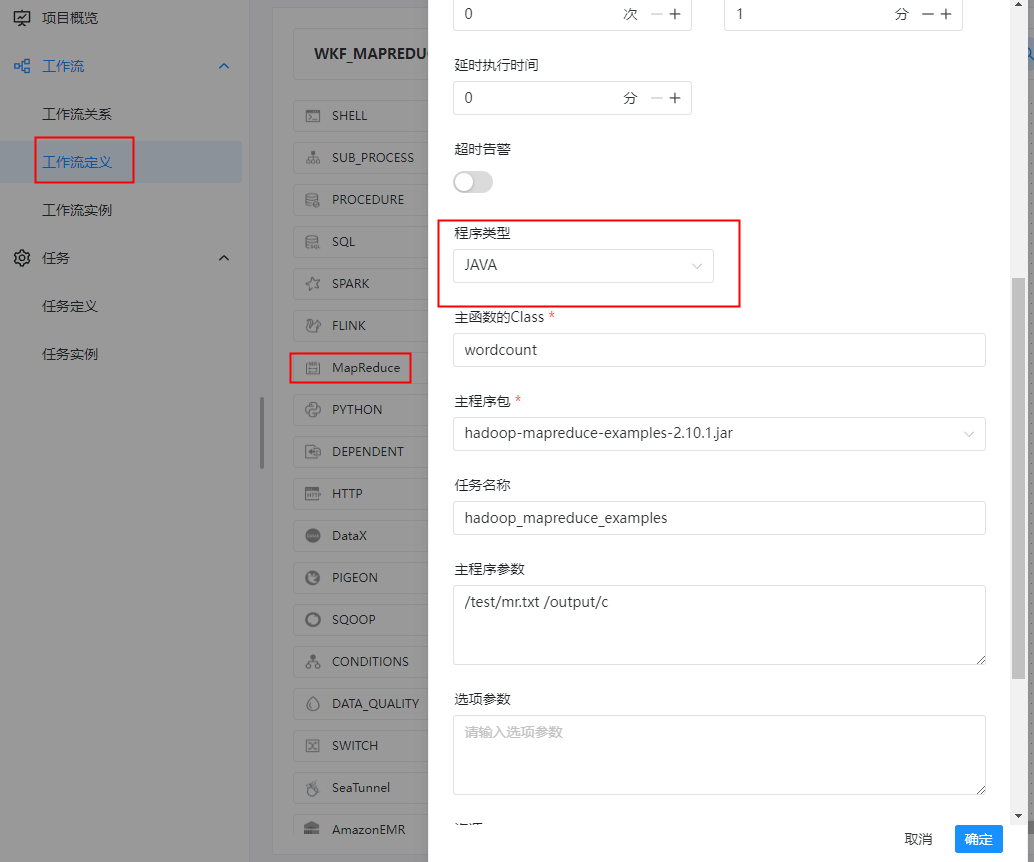 项目概览
工作流
工作流关系
工作流定义
工作流实例
任务
任务定义
任务实例
WKF_MAPREDU
SHELL
SUB_PROCESS
PROCEDURE
SQL
SPARK
FLINK
MapReduce
PYTHON
DEPENDENT
HTTP
DataX
PIGEON
SQOOP
CONDITIONS
DATA_QUALITY
SWITCH
SeaTunnel
AmazonEMR
0 次 1 分
延时执行时间
0 分
超时告警
程序类型
JAVA
主函数的Class *
wordcount
主程序包 *
hadoop-mapreduce-examples-2.10.1.jar
任务名称
hadoop_mapreduce_examples
主程序参数
/test/mr.txt /output/c
选项参数
请输入选项参数
取消 确定